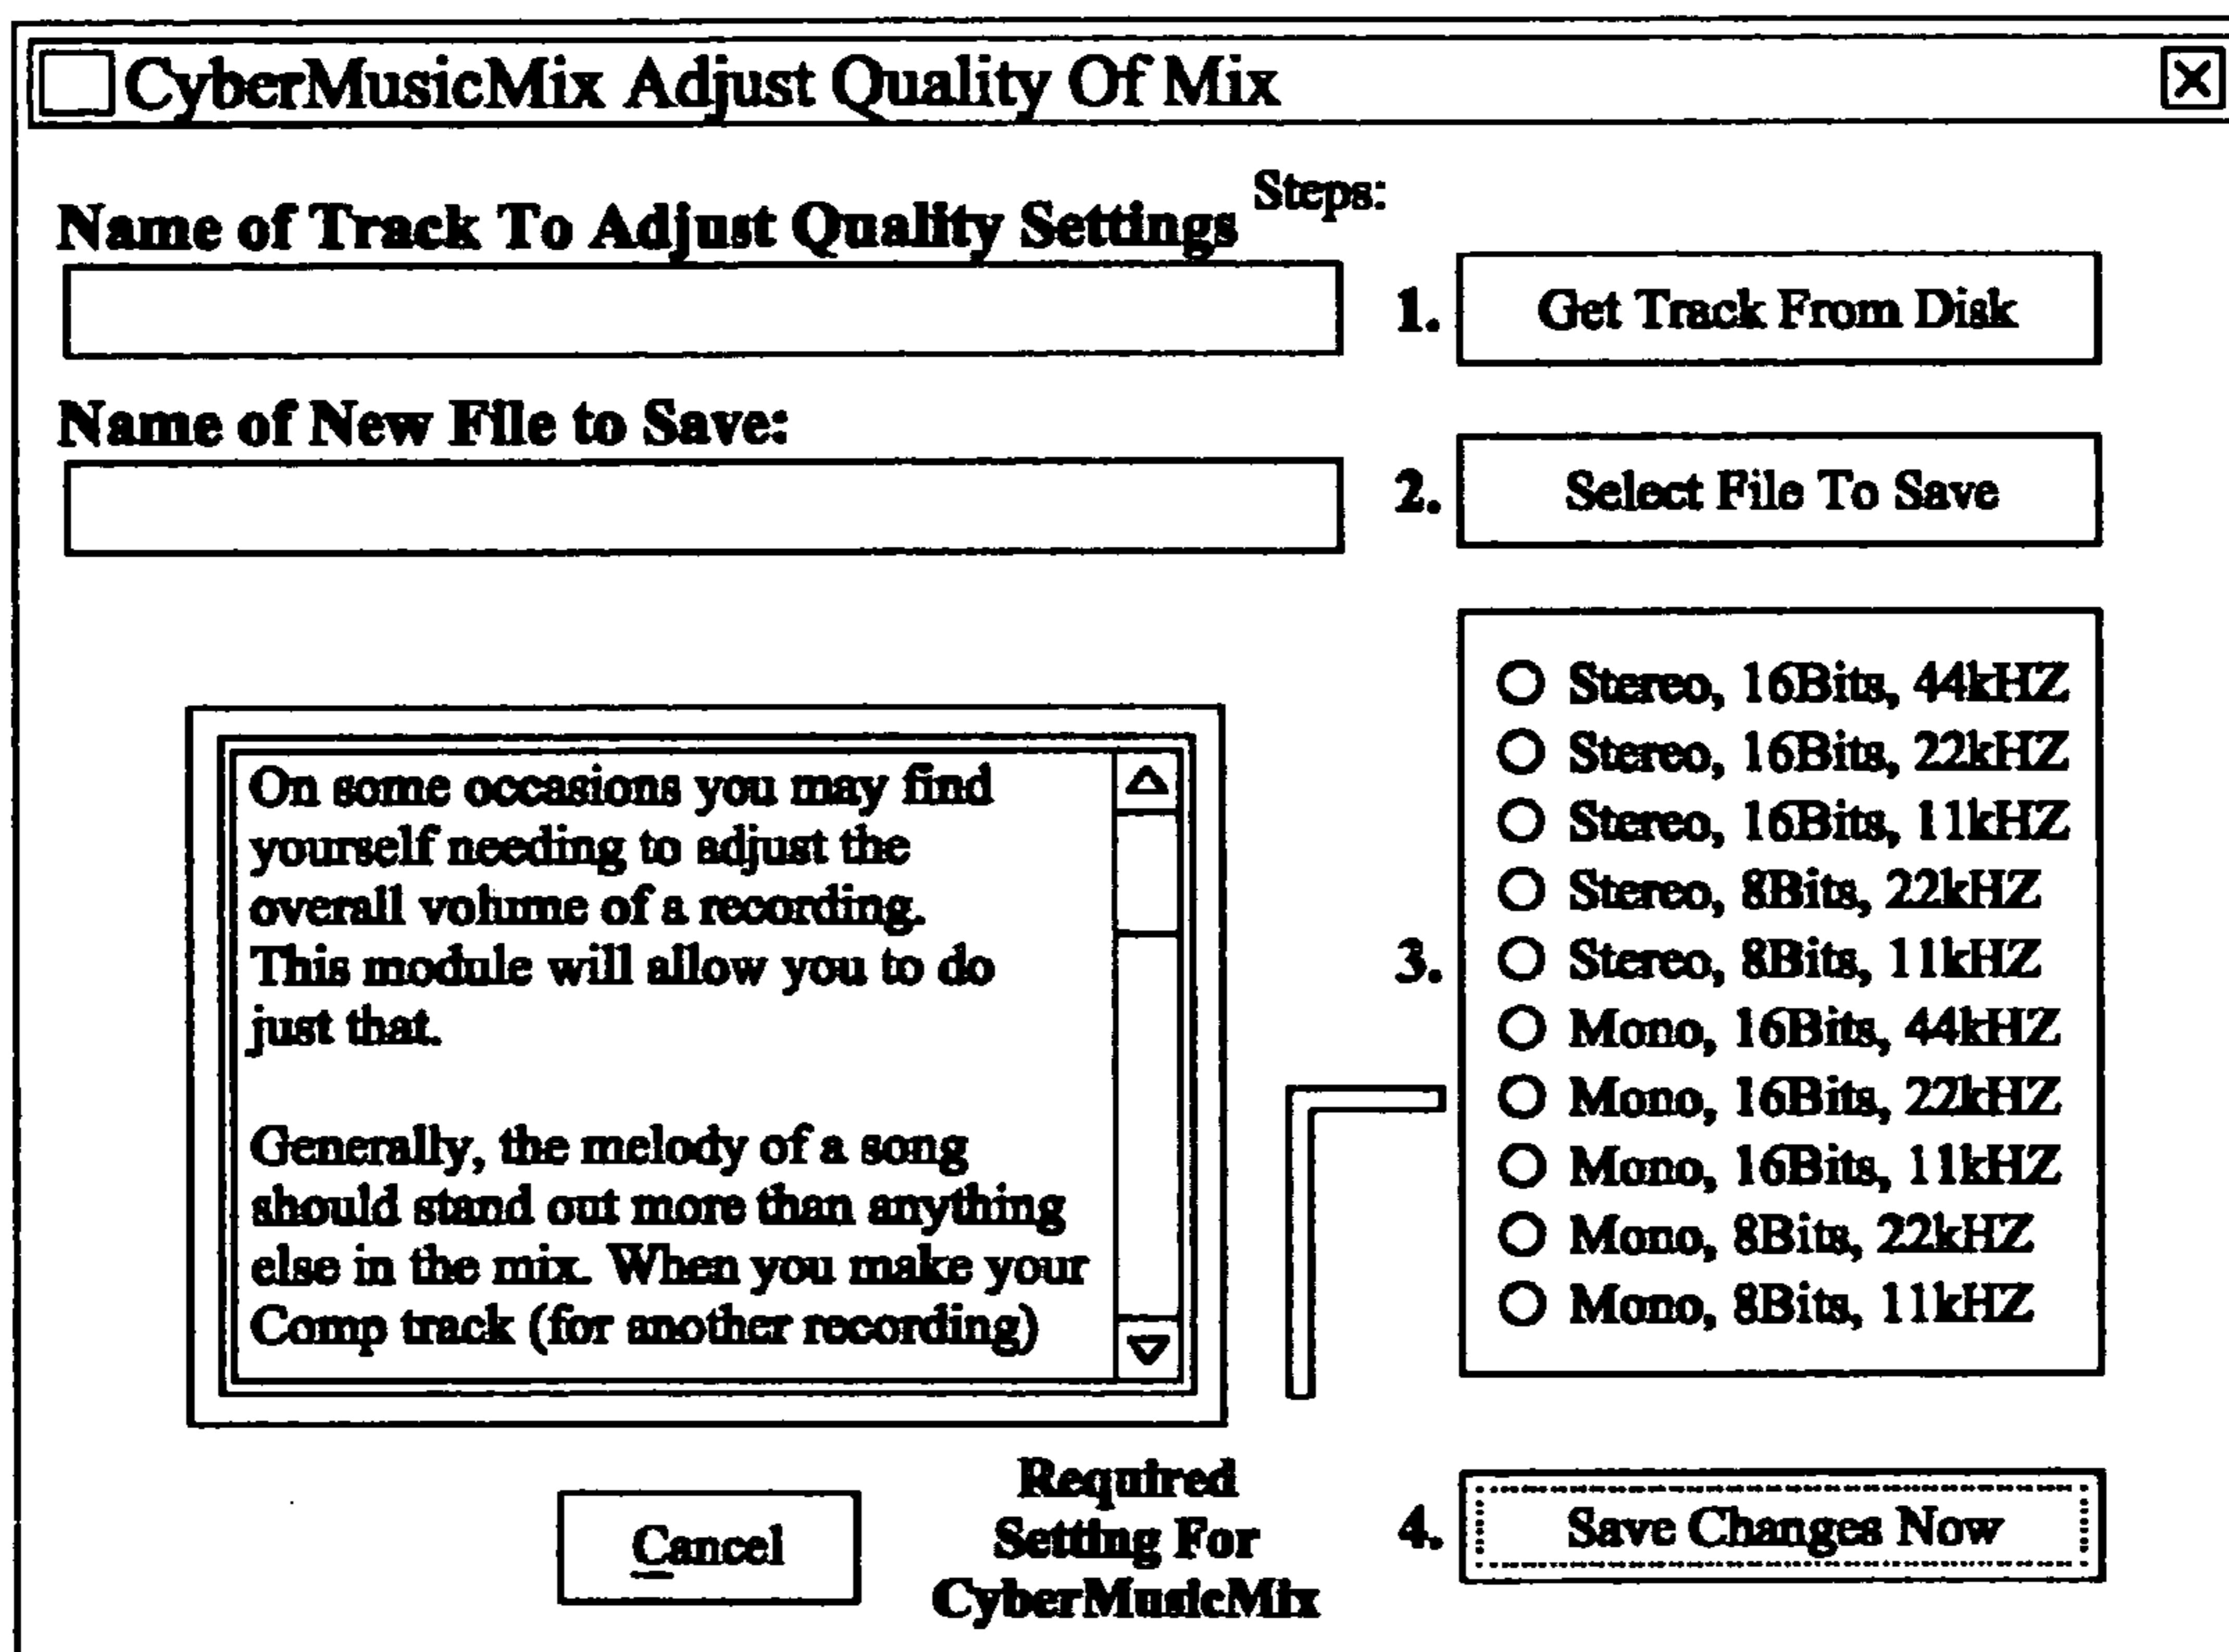 CyberMusicMix Adjust Quality Of Mix
Steps:
Name of Track To Adjust Quality Settings
1. Get Track From Disk
Name of New File to Save:
2. Select File To Save
On some occasions you may find
yourself needing to adjust the
overall volume of a recording.
This module will allow you to do
just that.
Generally, the melody of a song
should stand out more than anything
else in the mix. When you make your
Comp track (for another recording)
3.
Stereo, 16Bits, 44kHZ
Stereo, 16Bits, 22kHZ
Stereo, 16Bits, 11kHZ
Stereo, 8Bits, 22kHZ
Stereo, 8Bits, 11kHZ
Mono, 16Bits, 44kHZ
Mono, 16Bits, 22kHZ
Mono, 16Bits, 11kHZ
Mono, 8Bits, 22kHZ
Mono, 8Bits, 11kHZ
Cancel
Required
Setting For
CyberMusicMix
4. Save Changes Now